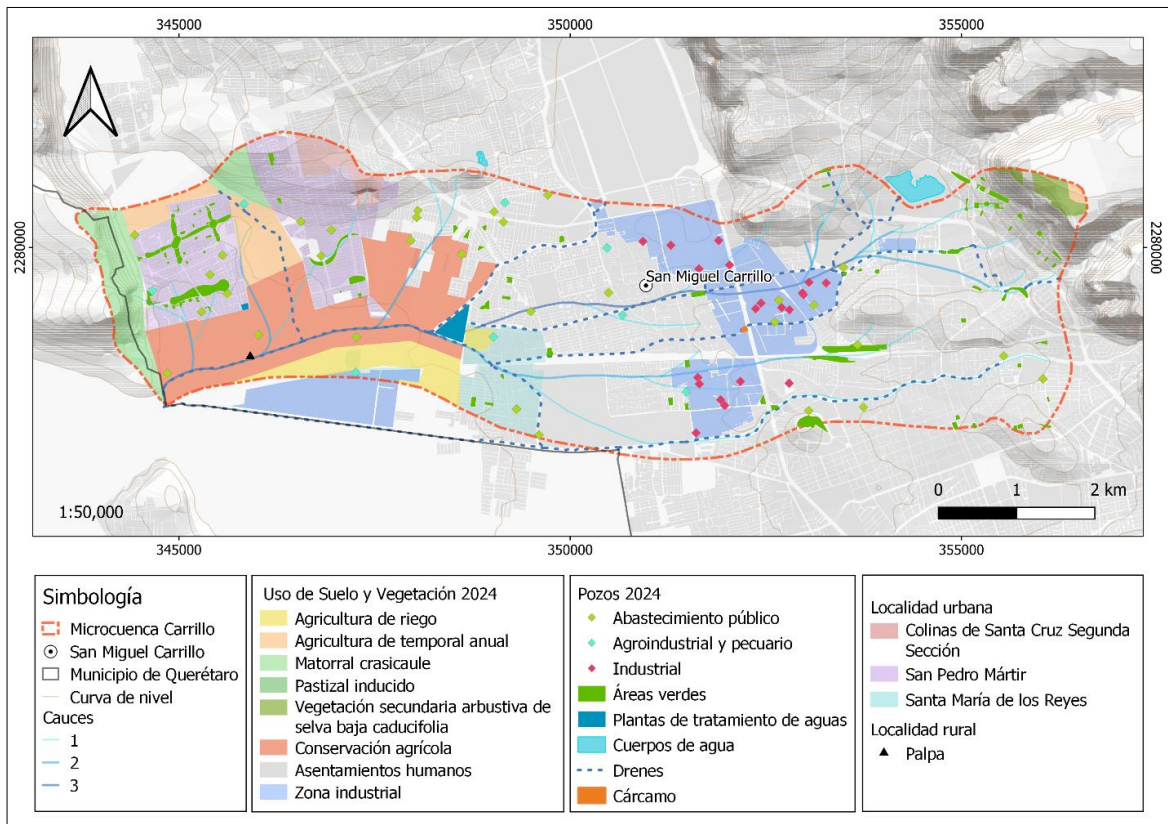 345000
350000
355000
2280000
2280000
San Miguel Carrillo
1:50,000
0 1 2 km
345000
350000
355000
Simbología
Microcuenca Carrillo
San Miguel Carrillo
Municipio de Querétaro
Curva de nivel
Cauces
1
2
3
Uso de Suelo y Vegetación 2024
Agricultura de riego
Agricultura de temporal anual
Matorral crasicaule
Pastizal inducido
Vegetación secundaria arbustiva de
selva baja caducifolia
Conservación agrícola
Asentamientos humanos
Zona industrial
Pozos 2024
Abastecimiento público
Agroindustrial y pecuario
Industrial
Áreas verdes
Plantas de tratamiento de aguas
Cuerpos de agua
Drenes
Cárcamo
Localidad urbana
Colinas de Santa Cruz Segunda
Sección
San Pedro Mártir
Santa María de los Reyes
Localidad rural
Palpa